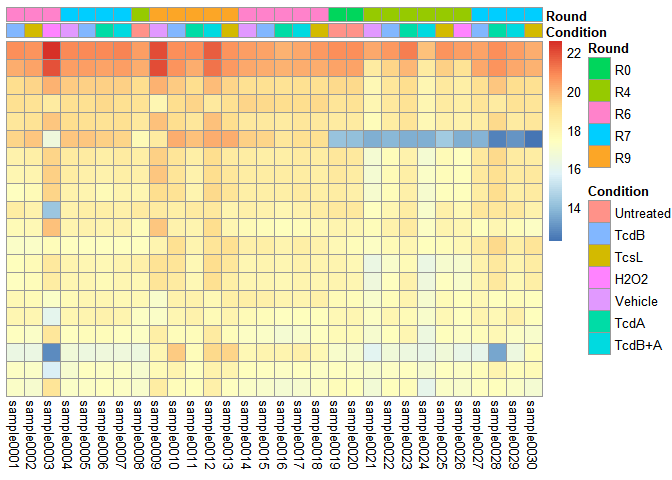 Round
Condition
22
20
18
16
14
Round
R0
R4
R6
R7
R9
Condition
Untreated
TcdB
TcsL
H2O2
Vehicle
TcdA
TcdB+A
sample0001
sample0002
sample0003
sample0004
sample0005
sample0006
sample0007
sample0008
sample0009
sample0010
sample0011
sample0012
sample0013
sample0014
sample0015
sample0016
sample0017
sample0018
sample0019
sample0020
sample0021
sample0022
sample0023
sample0024
sample0025
sample0026
sample0027
sample0028
sample0029
sample0030